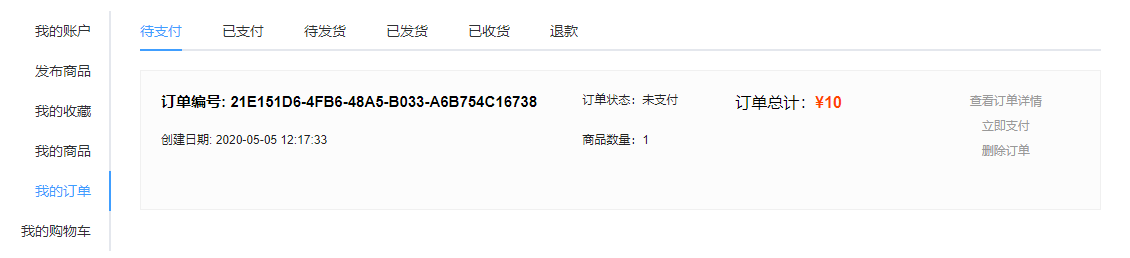 我的账户
发布商品
我的收藏
我的商品
我的订单
我的购物车
待支付 已支付 待发货 已发货 已收货 退款
订单编号: 21E151D6-4FB6-48A5-B033-A6B754C16738
创建日期: 2020-05-05 12:17:33
订单状态：未支付
商品数量：1
订单总计：¥10
查看订单详情
立即支付
删除订单